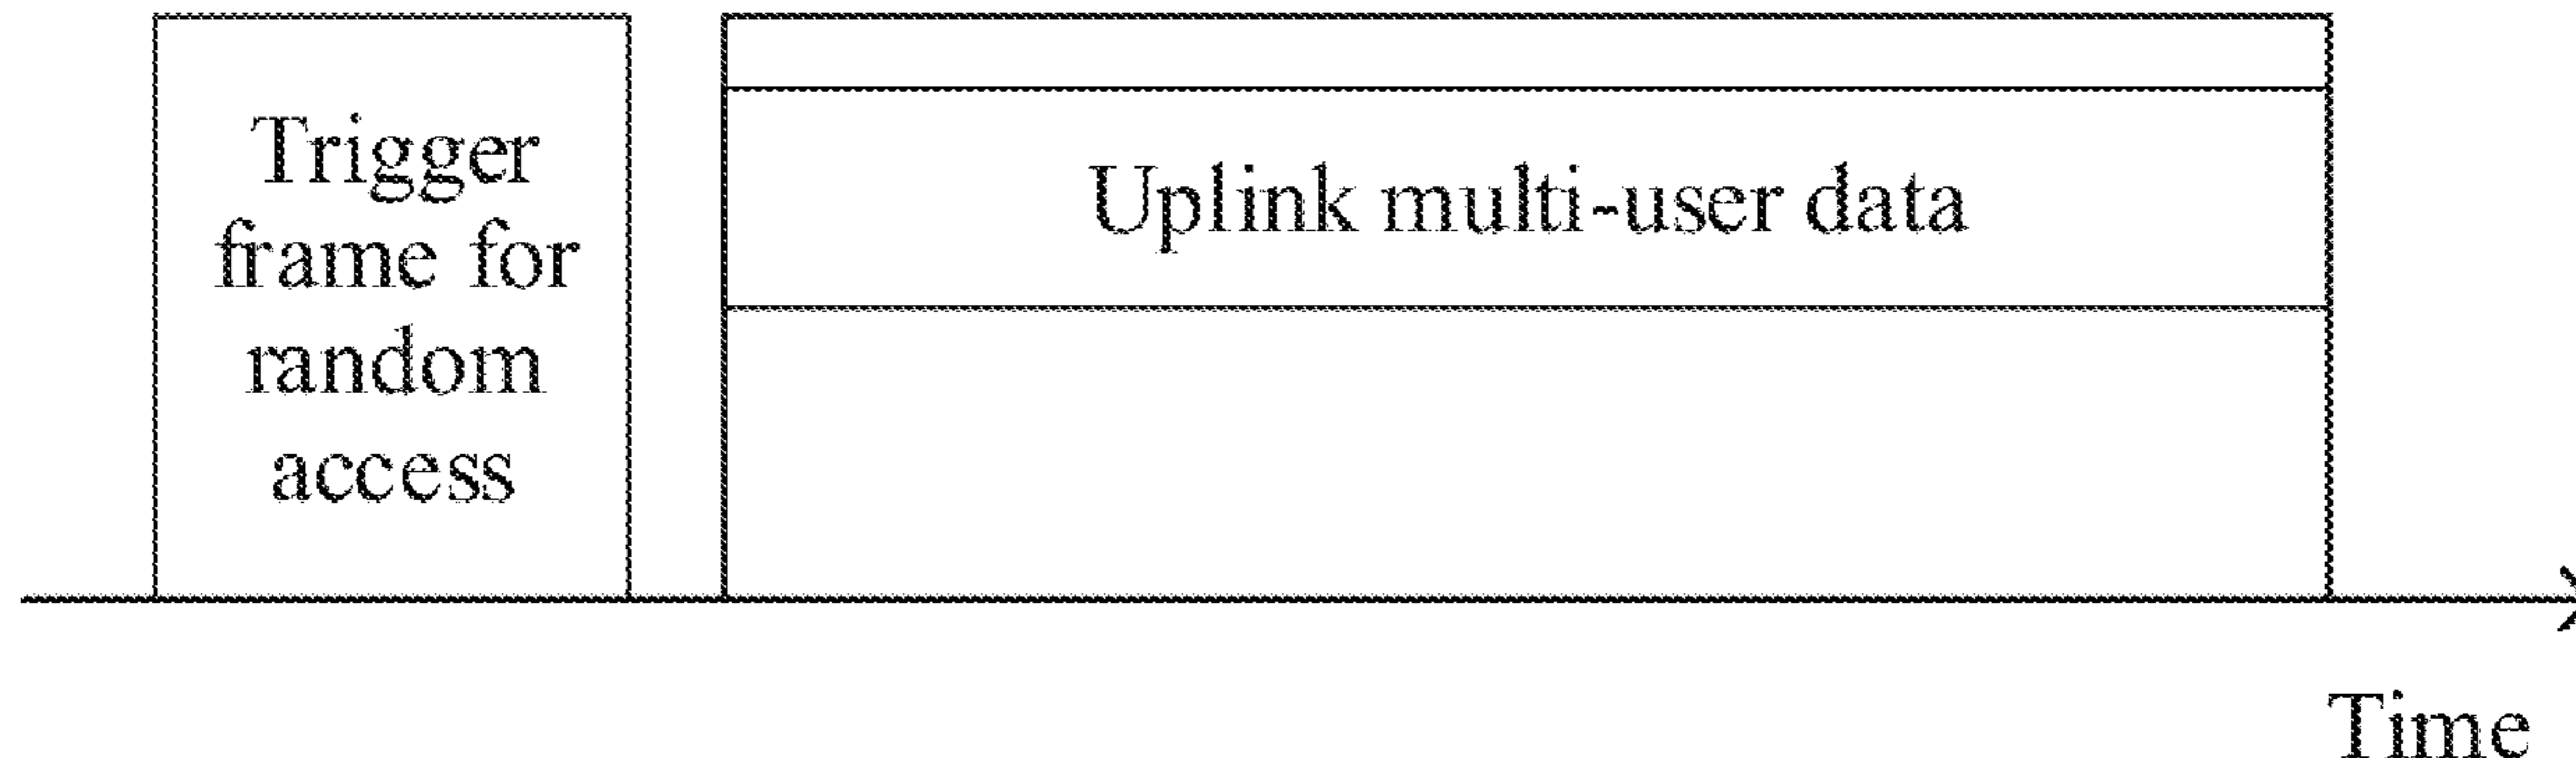 Trigger
frame for
random
access
Uplink multi-user data
Time